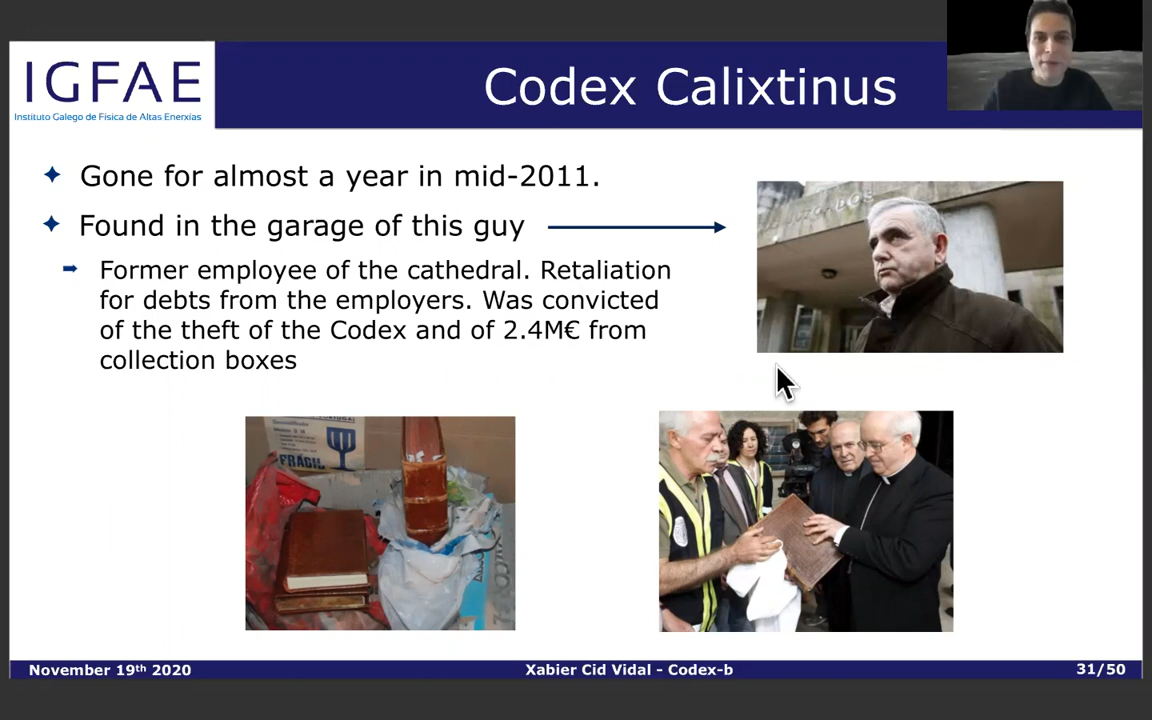 IGFAE
Instituto Galego de Física de Altas Enerxías
Codex Calixtinus
Gone for almost a year in mid-2011.
Found in the garage of this guy
Former employee of the cathedral. Retaliation
for debts from the employers. Was convicted
of the theft of the Codex and of 2.4M€ from
collection boxes
FRÁGIL
November 19th 2020
Xabier Cid Vidal - Codex-b
31/50